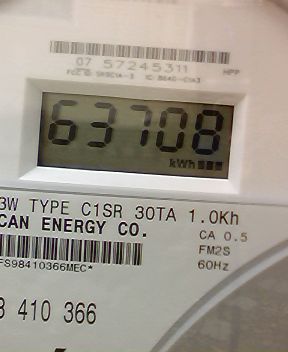 07 57245311
HPP
63708
kWh
3W TYPE C1SR 30TA 1.0Kh
CAN ENERGY CO.
CA 0.5
FM2S
60Hz
FS98410366MEC*
410 366